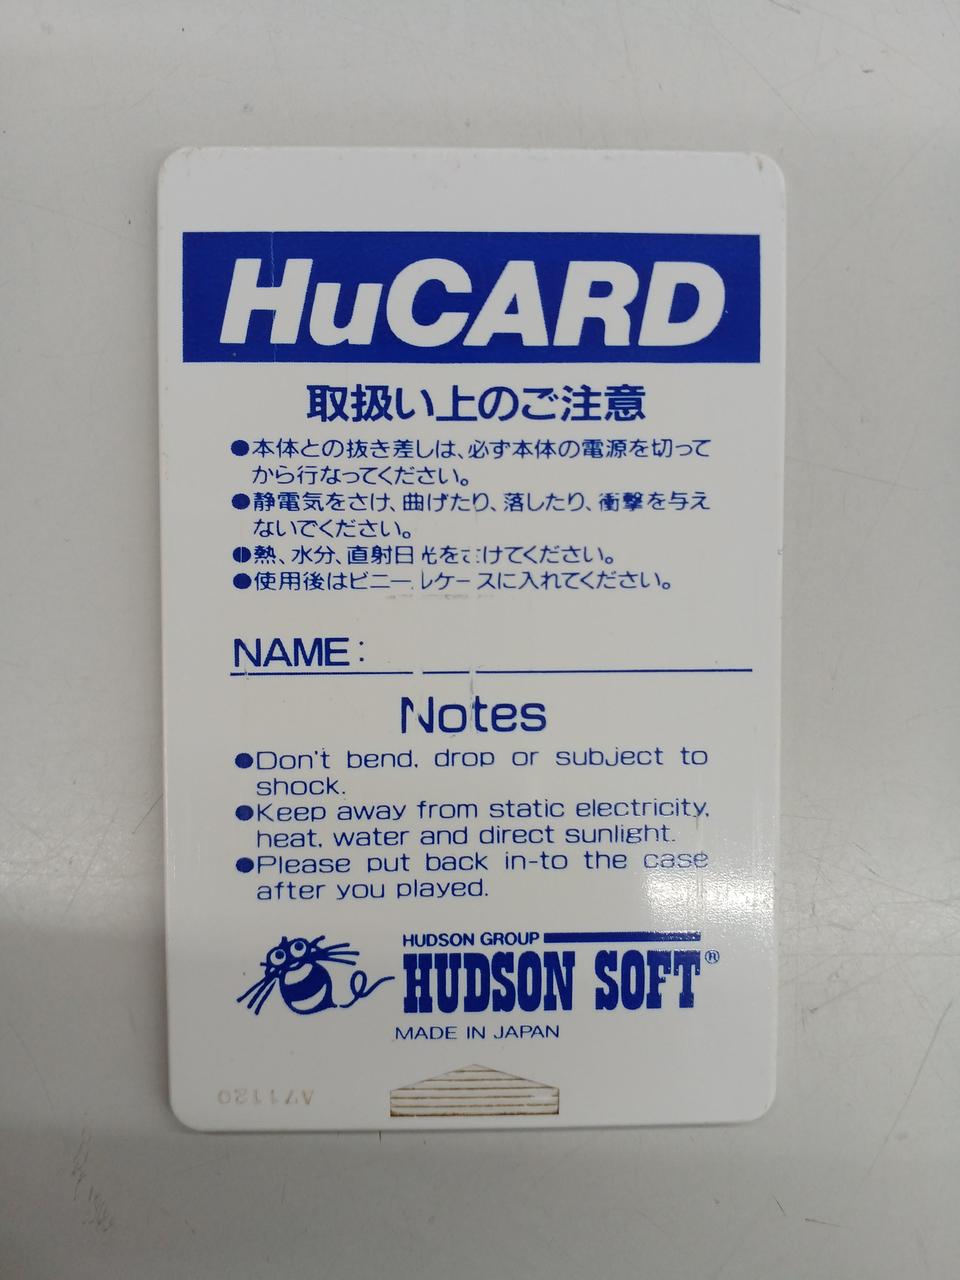 HuCARD
取扱い上のご注意
●本体との抜き差しは、必ず本体の電源を切って
から行なってください。
●静電気をさけ、曲げたり、落したり、衝撃を与え
ないでください。
●熱、水分、直射日光をさけてください。
●使用後はビニールケースに入れてください。
NAME:
Notes
●Don't bend, drop or subject to
shock.
●Keep away from static electricity,
heat, water and direct sunlight.
●Please put back in-to the case
after you played.
HUDSON GROUP
HUDSON SOFT®
MADE IN JAPAN
A71120